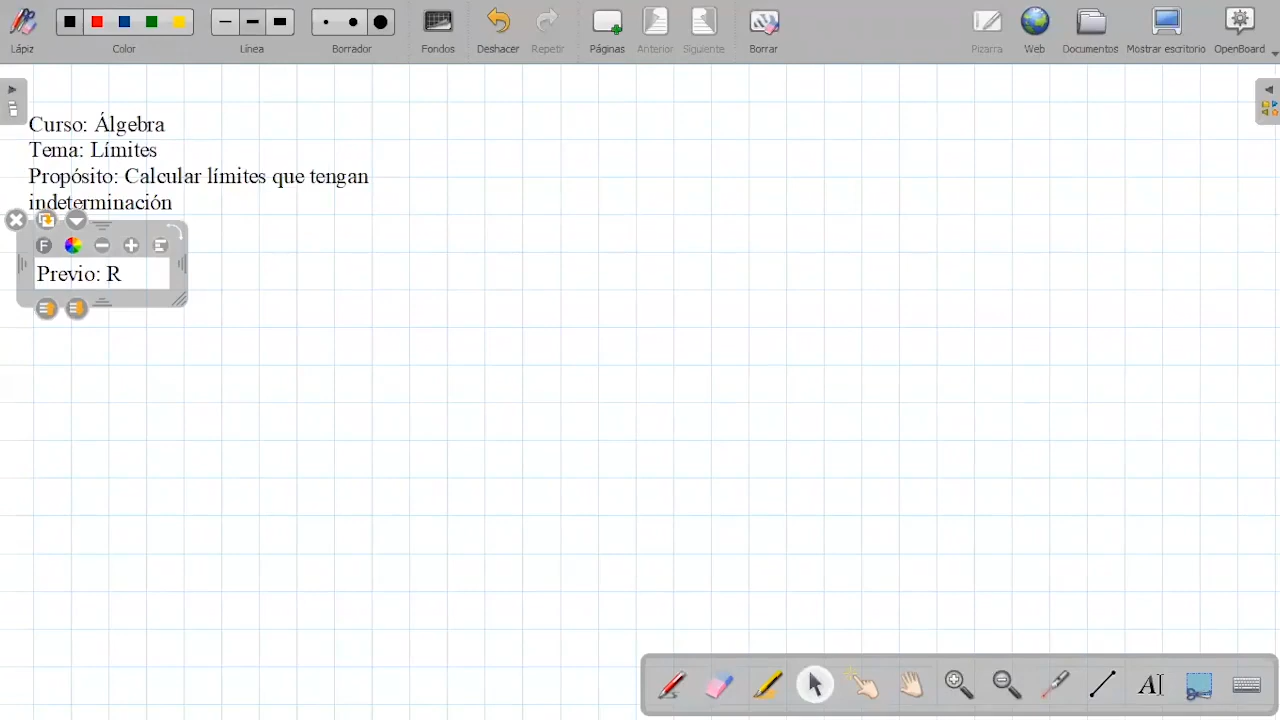 Lápiz Color Línea Borrador Fondos Deshacer Repetir Páginas Anterior Siguiente Borrar Pizarra Web Documentos Mostrar escritorio OpenBoard
Curso: Álgebra
Tema: Límites
Propósito: Calcular límites que tengan
indeterminación
F
Previo: R
A